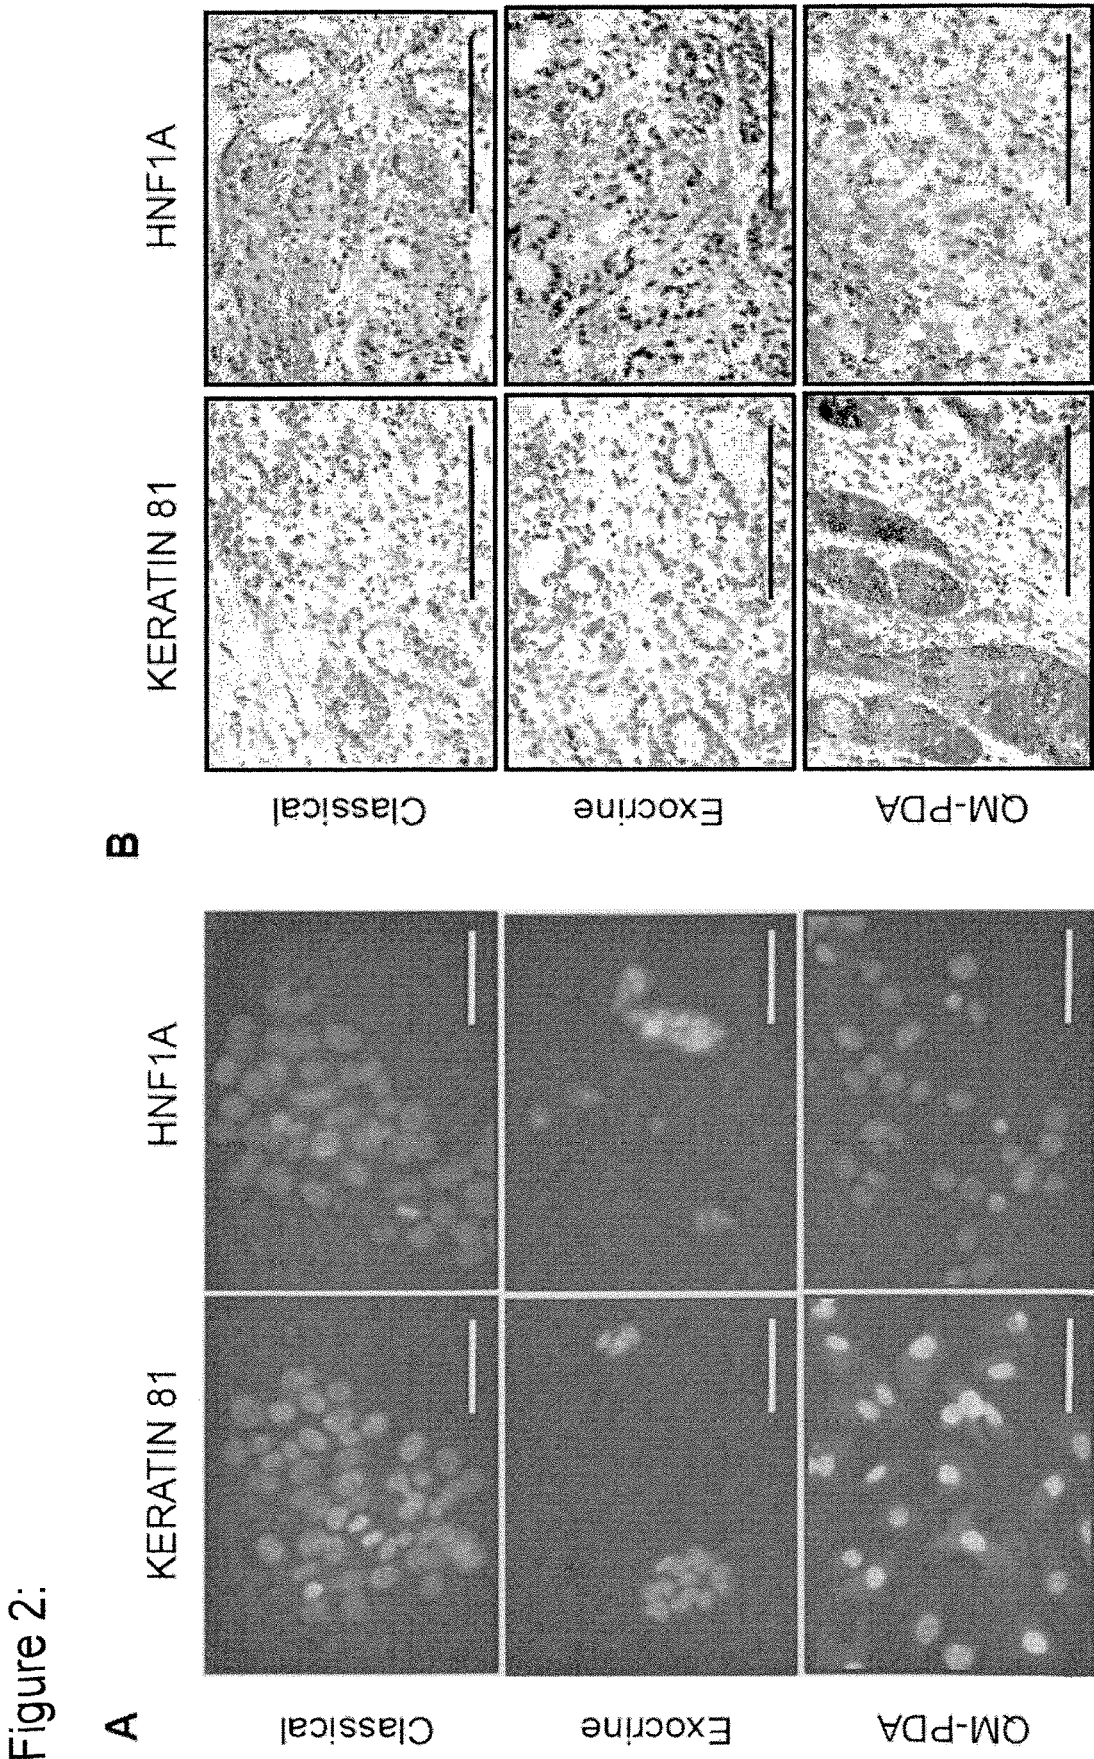 Figure 2:
A
KERATIN 81 HNF1A
Classical
Exocrine
QM-PDA
B
KERATIN 81 HNF1A
Classical
Exocrine
QM-PDA